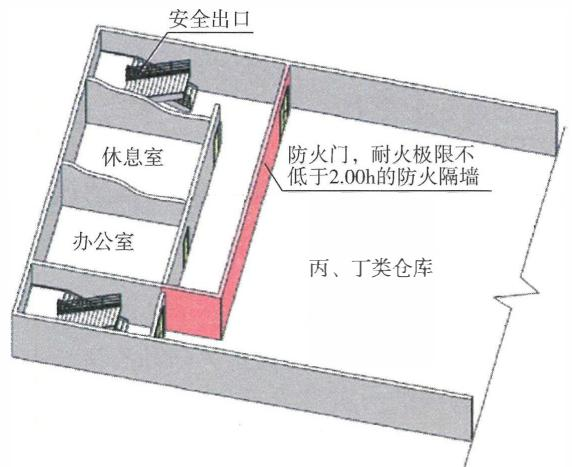 安全出口
休息室
防火门，耐火极限不
低于2.00h的防火隔墙
办公室
丙、丁类仓库